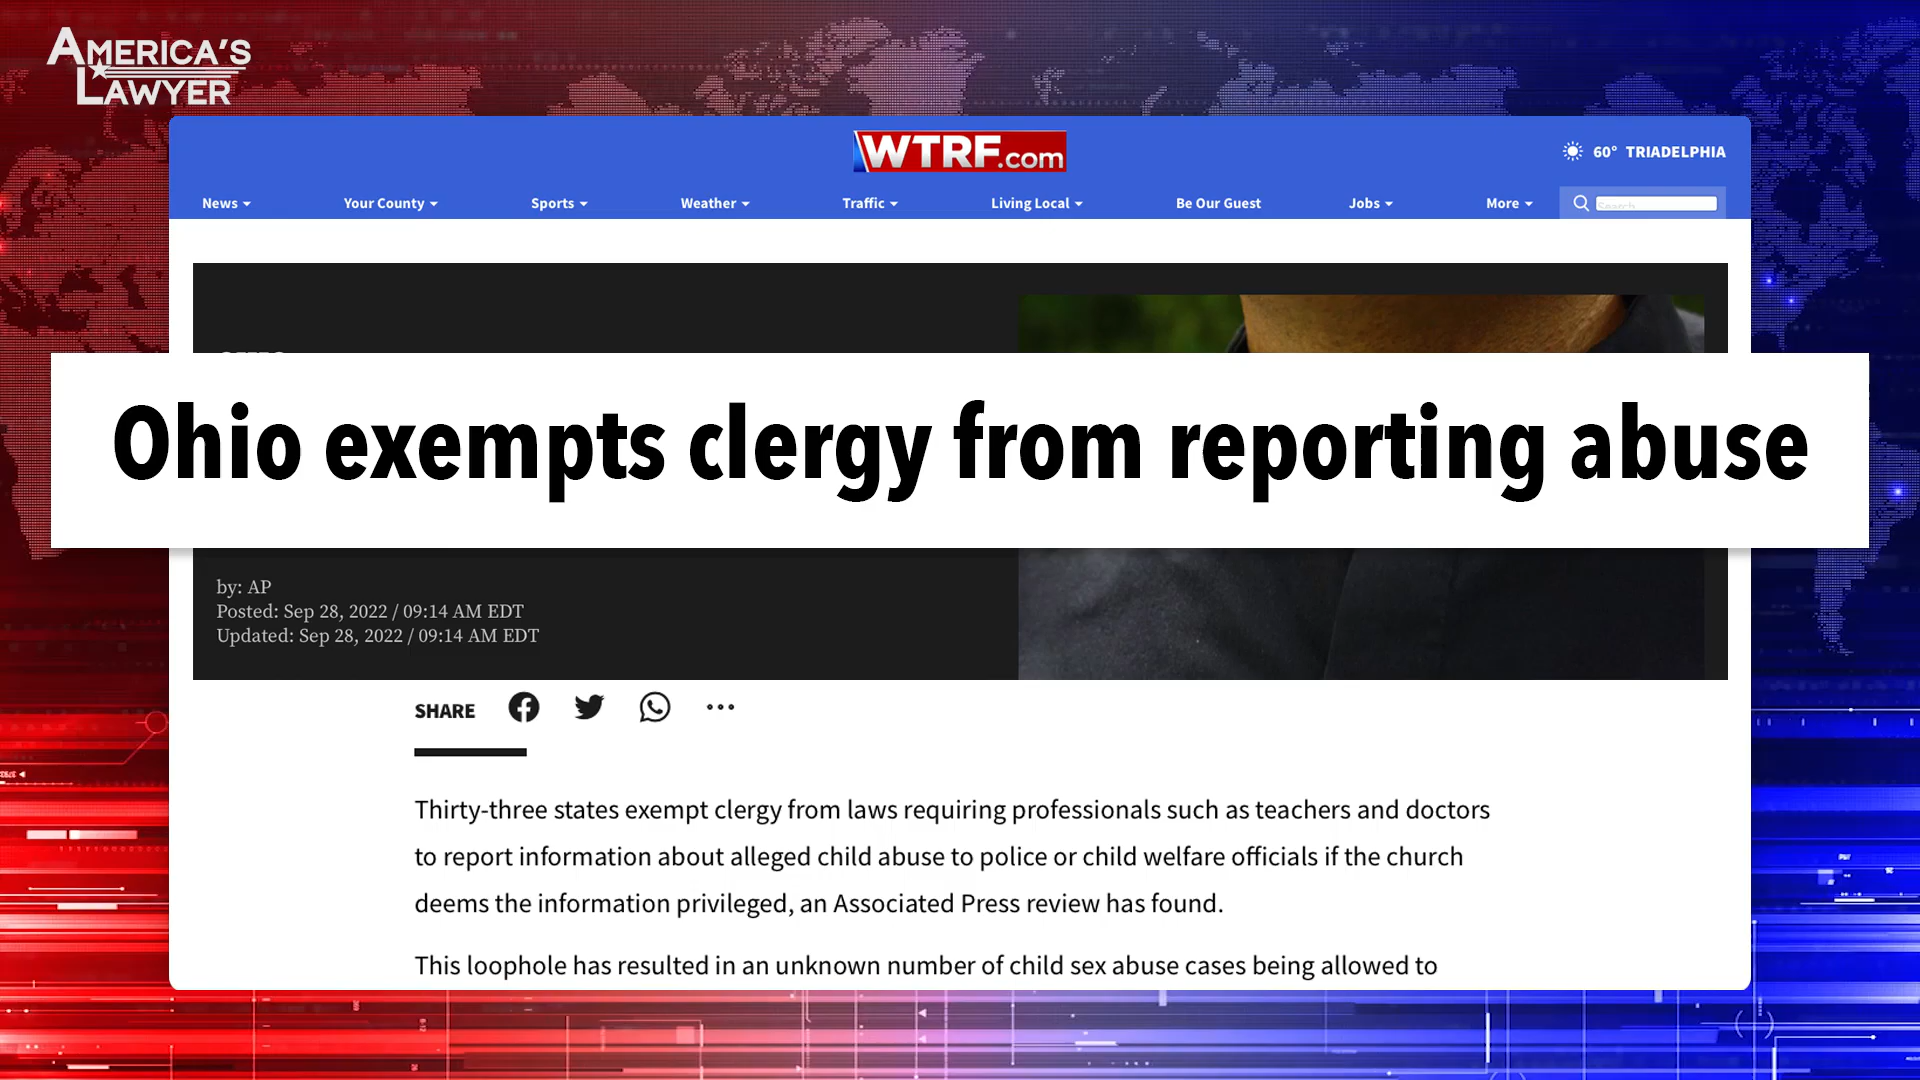 AMERICA'S
LAWYER
WTRF.com
60° TRIADELPHIA
News Your County Sports Weather Traffic Living Local Be Our Guest Jobs More Search
Ohio exempts clergy from reporting abuse
by: AP
Posted: Sep 28, 2022 / 09:14 AM EDT
Updated: Sep 28, 2022 / 09:14 AM EDT
SHARE
Thirty-three states exempt clergy from laws requiring professionals such as teachers and doctors
to report information about alleged child abuse to police or child welfare officials if the church
deems the information privileged, an Associated Press review has found.
This loophole has resulted in an unknown number of child sex abuse cases being allowed to